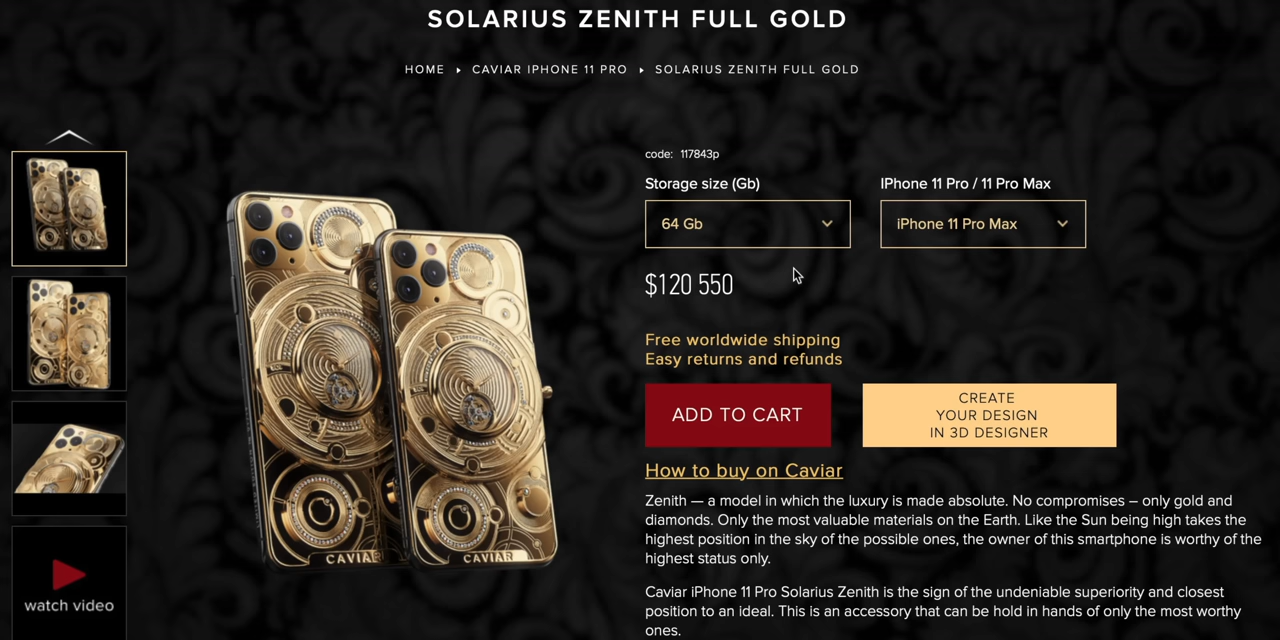 SOLARIUS ZENITH FULL GOLD
HOME ▸ CAVIAR IPHONE 11 PRO ▸ SOLARIUS ZENITH FULL GOLD
code: 117843p
Storage size (Gb)
IPhone 11 Pro / 11 Pro Max
64 Gb
iPhone 11 Pro Max
$120 550
Free worldwide shipping
Easy returns and refunds
ADD TO CART
CREATE
YOUR DESIGN
IN 3D DESIGNER
How to buy on Caviar
Zenith — a model in which the luxury is made absolute. No compromises – only gold and
diamonds. Only the most valuable materials on the Earth. Like the Sun being high takes the
highest position in the sky of the possible ones, the owner of this smartphone is worthy of the
highest status only.
Caviar iPhone 11 Pro Solarius Zenith is the sign of the undeniable superiority and closest
position to an ideal. This is an accessory that can be hold in hands of only the most worthy
ones.
CAVIAR
CAVIAR
watch video